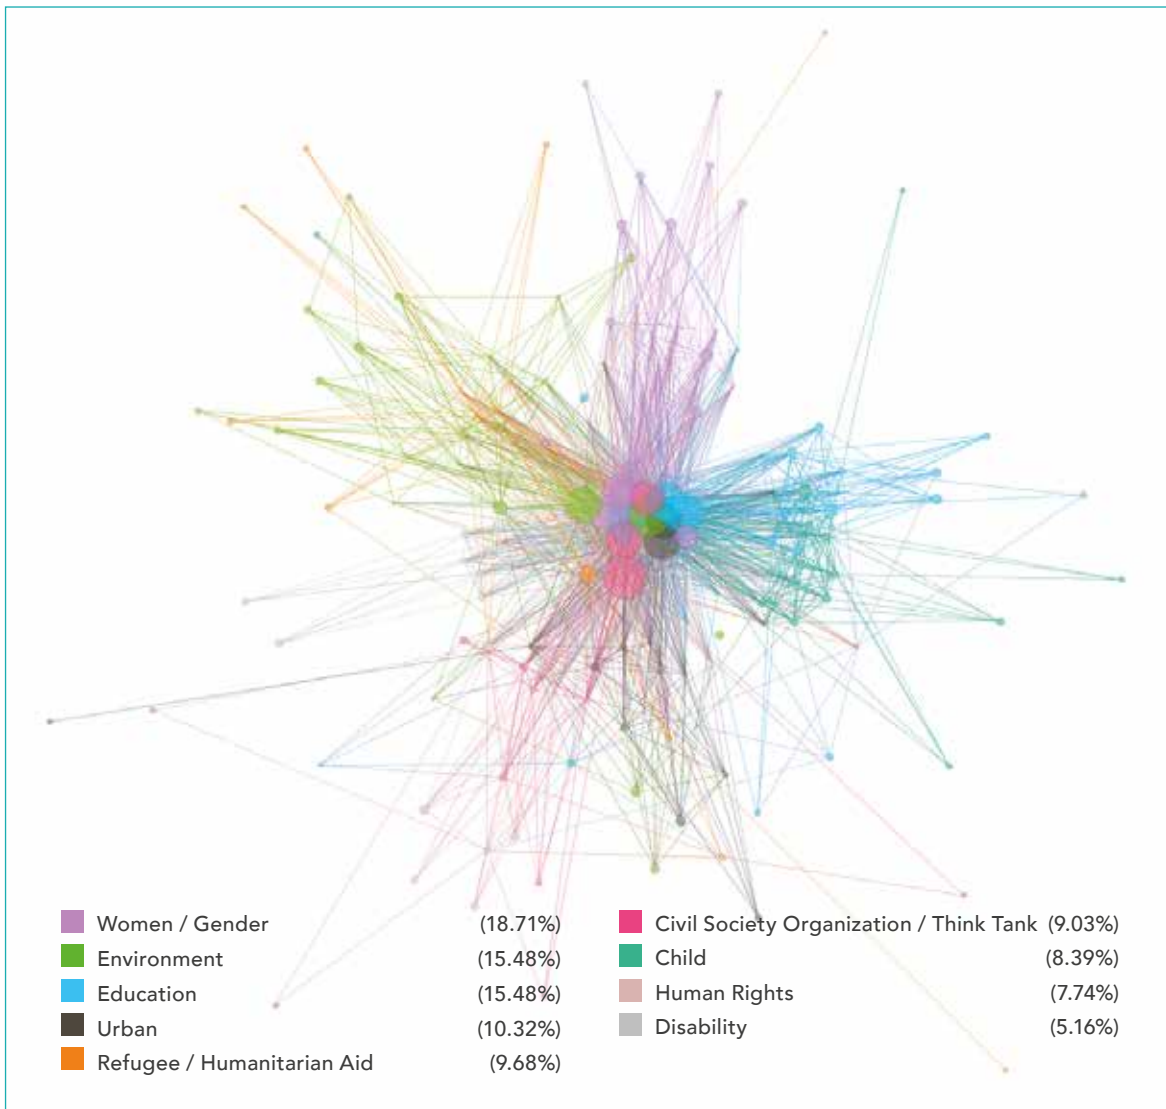 Women / Gender (18.71%)
Environment (15.48%)
Education (15.48%)
Urban (10.32%)
Refugee / Humanitarian Aid (9.68%)
Civil Society Organization / Think Tank (9.03%)
Child (8.39%)
Human Rights (7.74%)
Disability (5.16%)